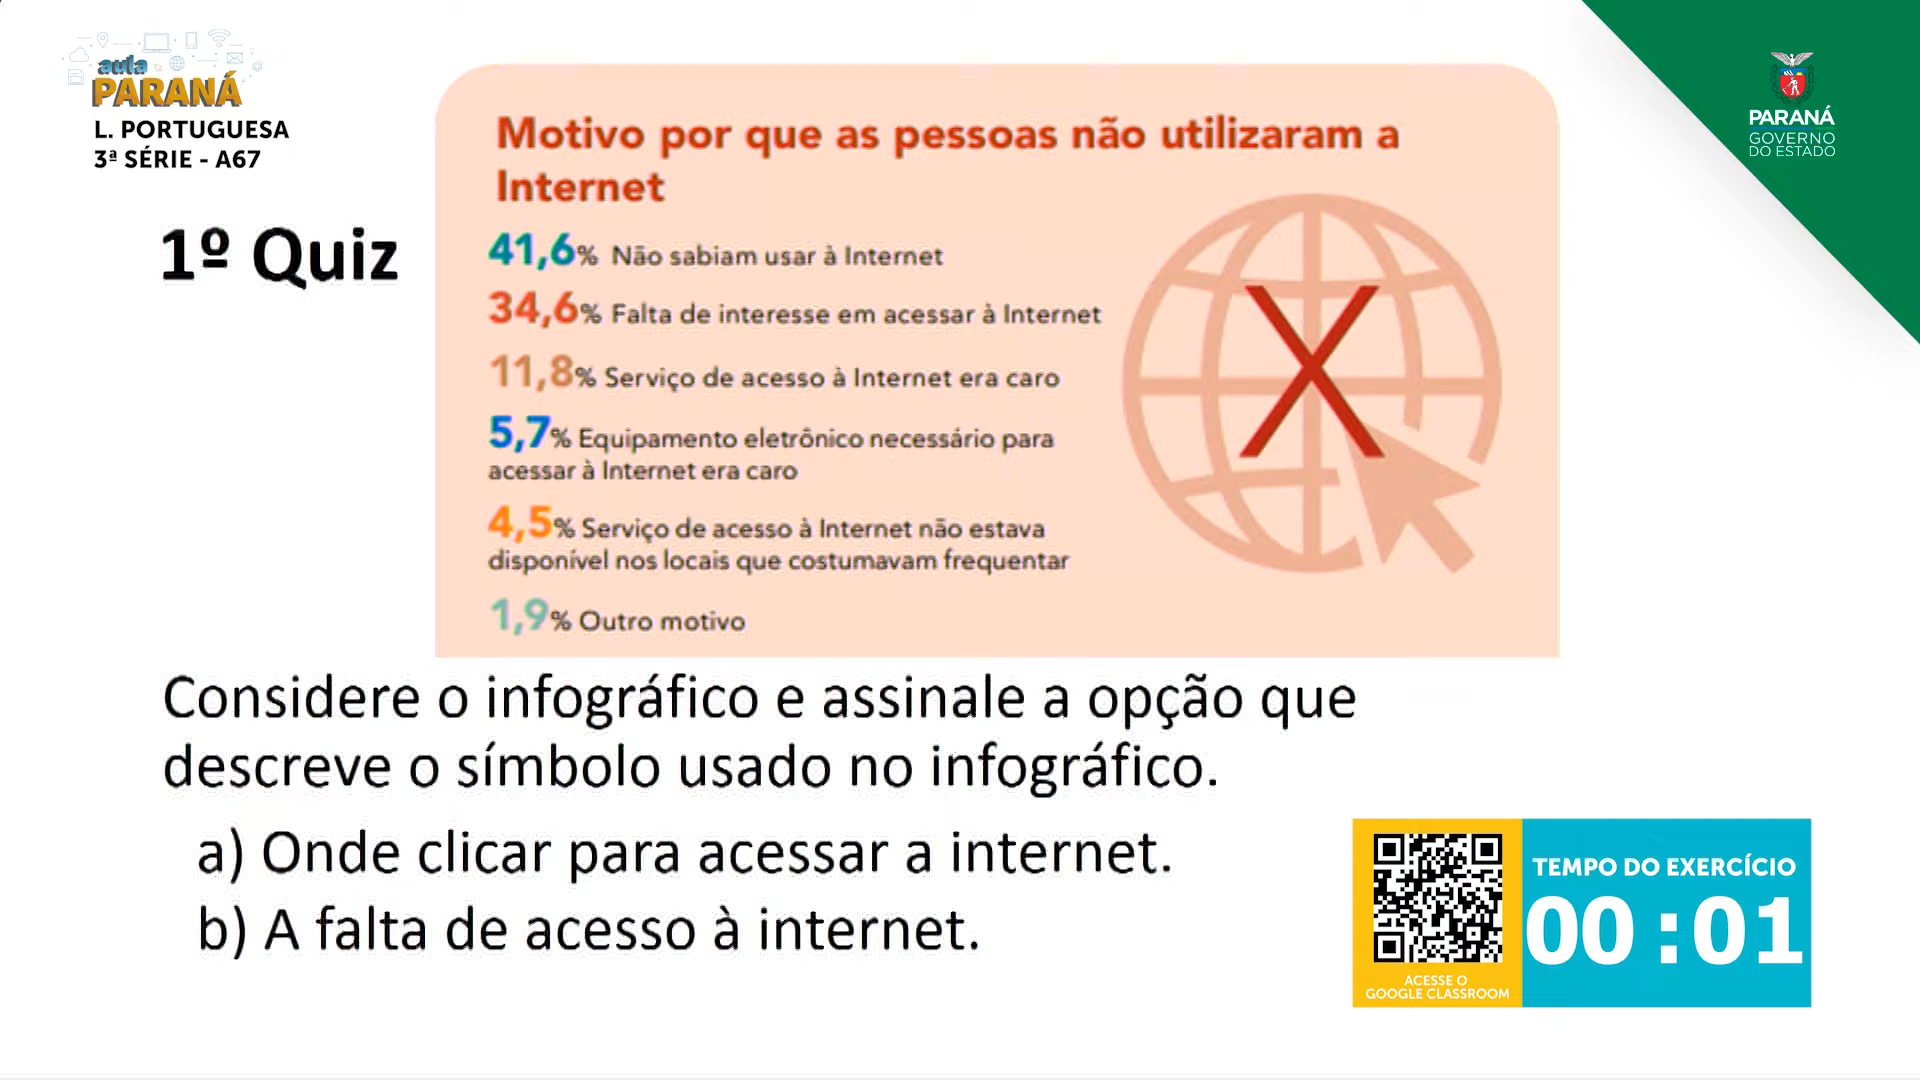 aula
PARANÁ
L. PORTUGUESA
3ª SÉRIE - A67
PARANÁ
GOVERNO
DO ESTADO
1º Quiz
Motivo por que as pessoas não utilizaram a
Internet
41,6% Não sabiam usar à Internet
34,6% Falta de interesse em acessar à Internet
11,8% Serviço de acesso à Internet era caro
5,7% Equipamento eletrônico necessário para
acessar à Internet era caro
4,5% Serviço de acesso à Internet não estava
disponível nos locais que costumavam frequentar
1,9% Outro motivo
X
Considere o infográfico e assinale a opção que
descreve o símbolo usado no infográfico.
a) Onde clicar para acessar a internet.
b) A falta de acesso à internet.
ACESSE O
GOOGLE CLASSROOM
TEMPO DO EXERCÍCIO
00:01